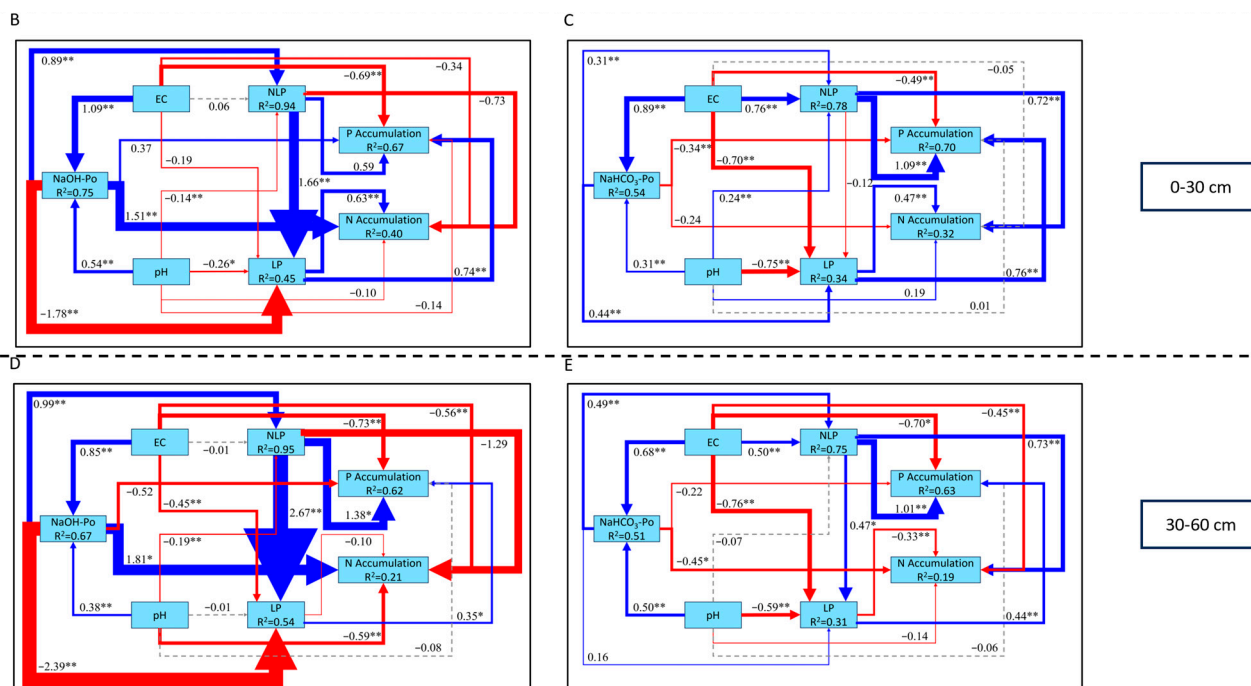 B
0.89**
−0.34
−0.69**
EC
0.06
NLP
R²=0.94
−0.73
1.09**
P Accumulation
R²=0.67
0.37
−0.19
0.59
NaOH-Po
R²=0.75
1.66**
−0.14**
0.63**
1.51**
N Accumulation
R²=0.40
0.54**
pH
−0.26*
LP
R²=0.45
0.74**
−0.10
−0.14
−1.78**
C
0.31**
−0.05
−0.49**
EC
0.76**
NLP
R²=0.78
0.72**
0.89**
P Accumulation
R²=0.70
−0.34**
−0.70**
1.09**
NaHCO₃-Po
R²=0.54
−0.12
0.24**
0.47**
−0.24
N Accumulation
R²=0.32
0.31**
pH
−0.75**
LP
R²=0.34
0.76**
0.19
0.01
0.44**
0-30 cm
D
0.99**
−0.56**
−0.73**
EC
−0.01
NLP
R²=0.95
−1.29
0.85**
P Accumulation
R²=0.62
−0.52
−0.45**
2.67**
1.38*
NaOH-Po
R²=0.67
−0.19**
−0.10
1.81*
N Accumulation
R²=0.21
0.38**
pH
−0.01
LP
R²=0.54
0.35*
−0.59**
−0.08
−2.39**
E
0.49**
−0.45**
−0.70*
EC
0.50**
NLP
R²=0.75
0.73**
0.68**
P Accumulation
R²=0.63
−0.22
−0.76**
1.01**
NaHCO₃-Po
R²=0.51
0.47*
−0.07
−0.33**
−0.45*
N Accumulation
R²=0.19
0.50**
pH
−0.59**
LP
R²=0.31
0.44**
−0.14
−0.06
0.16
30-60 cm